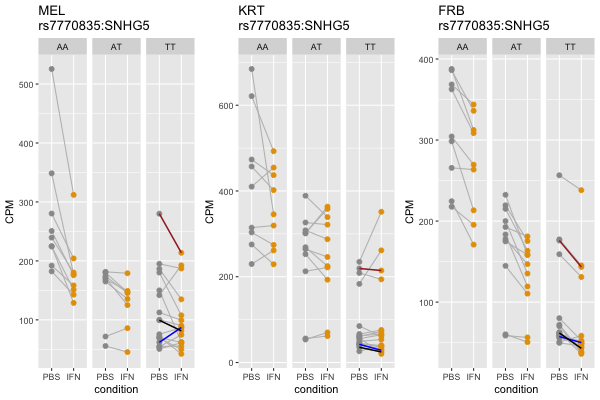 MEL
rs7770835:SNHG5
AA AT TT
500
400
300
200
100
CPM
PBS IFN PBS IFN PBS IFN
condition
KRT
rs7770835:SNHG5
AA AT TT
600
400
200
0
CPM
PBS IFN PBS IFN PBS IFN
condition
FRB
rs7770835:SNHG5
AA AT TT
400
300
200
100
CPM
PBS IFN PBS IFN PBS IFN
condition